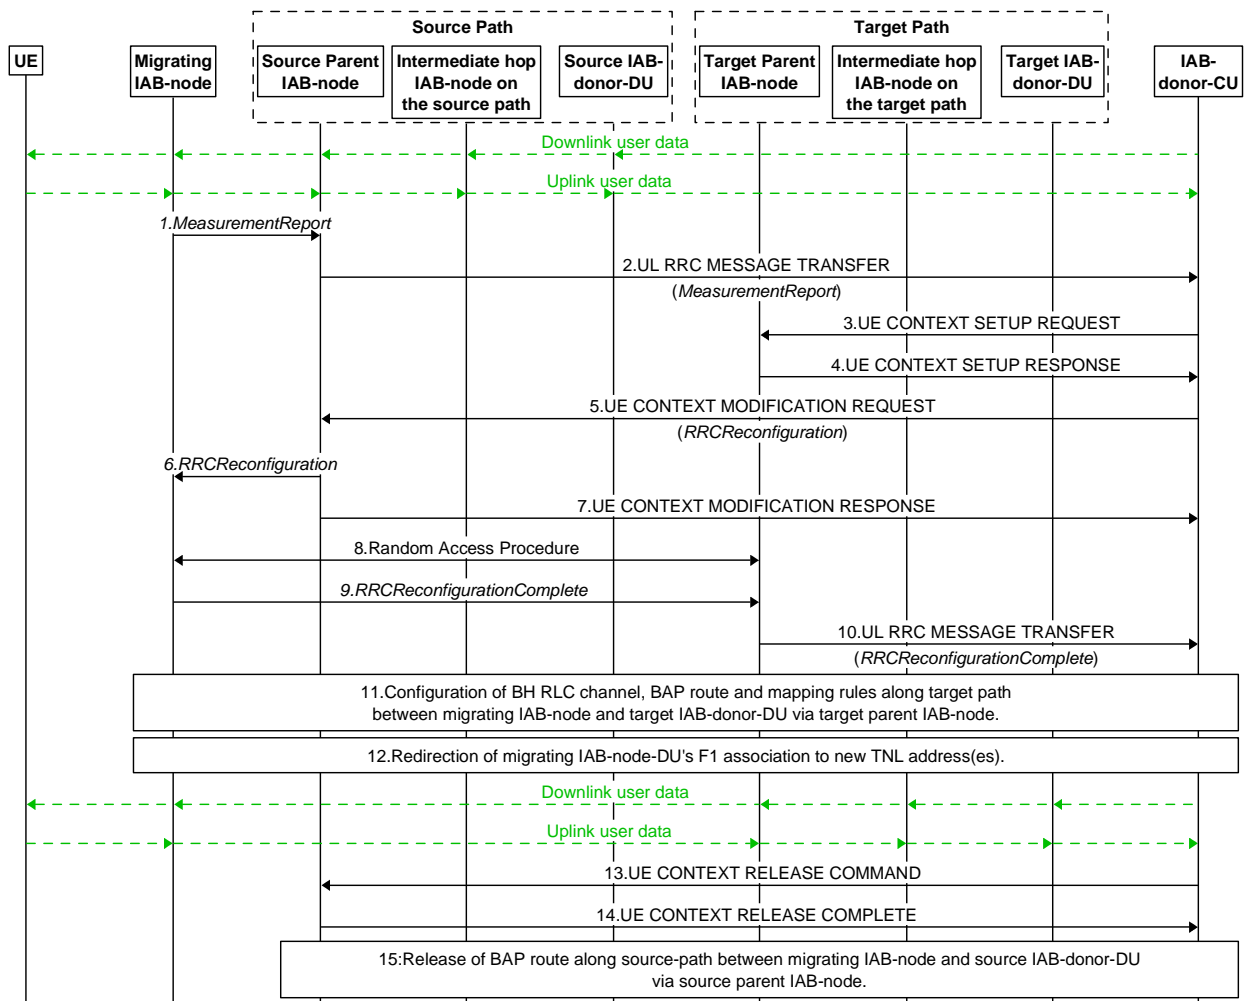 Source Path
Target Path
UE
Migrating
IAB-node
Source Parent
IAB-node
Intermediate hop
IAB-node on
the source path
Source IAB-
donor-DU
Target Parent
IAB-node
Intermediate hop
IAB-node on
the target path
Target IAB-
donor-DU
IAB-
donor-CU
Downlink user data
Uplink user data
1.MeasurementReport
2.UL RRC MESSAGE TRANSFER
(MeasurementReport)
3.UE CONTEXT SETUP REQUEST
4.UE CONTEXT SETUP RESPONSE
5.UE CONTEXT MODIFICATION REQUEST
(RRCReconfiguration)
6.RRCReconfiguration
7.UE CONTEXT MODIFICATION RESPONSE
8.Random Access Procedure
9.RRCReconfigurationComplete
10.UL RRC MESSAGE TRANSFER
(RRCReconfigurationComplete)
11.Configuration of BH RLC channel, BAP route and mapping rules along target path
between migrating IAB-node and target IAB-donor-DU via target parent IAB-node.
12.Redirection of migrating IAB-node-DU's F1 association to new TNL address(es).
Downlink user data
Uplink user data
13.UE CONTEXT RELEASE COMMAND
14.UE CONTEXT RELEASE COMPLETE
15:Release of BAP route along source-path between migrating IAB-node and source IAB-donor-DU
via source parent IAB-node.